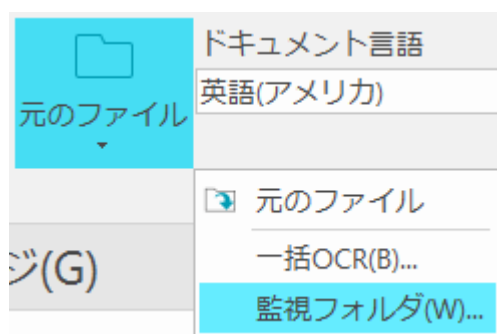 ドキュメント言語
英語(アメリカ)
元のファイル
元のファイル
一括OCR(B)...
監視フォルダ(W)...
ジ(G)